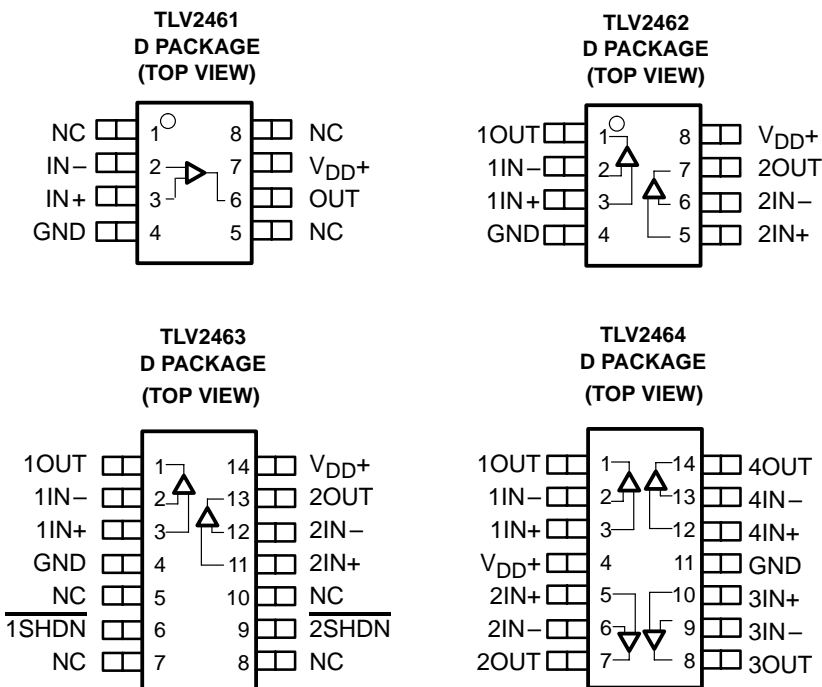 TLV2461
D PACKAGE
(TOP VIEW)
NC 1 8 NC
IN− 2 7 VDD+
IN+ 3 6 OUT
GND 4 5 NC
TLV2462
D PACKAGE
(TOP VIEW)
1OUT 1 8 VDD+
1IN− 2 7 2OUT
1IN+ 3 6 2IN−
GND 4 5 2IN+
TLV2463
D PACKAGE
(TOP VIEW)
1OUT 1 14 VDD+
1IN− 2 13 2OUT
1IN+ 3 12 2IN−
GND 4 11 2IN+
NC 5 10 NC
1SHDN 6 9 2SHDN
NC 7 8 NC
TLV2464
D PACKAGE
(TOP VIEW)
1OUT 1 14 4OUT
1IN− 2 13 4IN−
1IN+ 3 12 4IN+
VDD+ 4 11 GND
2IN+ 5 10 3IN+
2IN− 6 9 3IN−
2OUT 7 8 3OUT